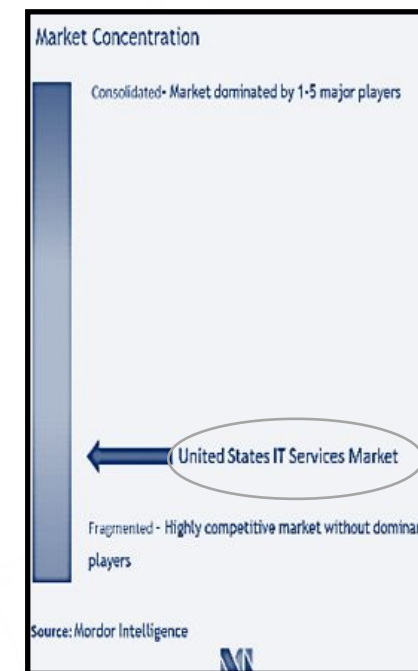 Market Concentration
Consolidated- Market dominated by 1-5 major players
United States IT Services Market
Fragmented - Highly competitive market without domina
players
Source: Mordor Intelligence